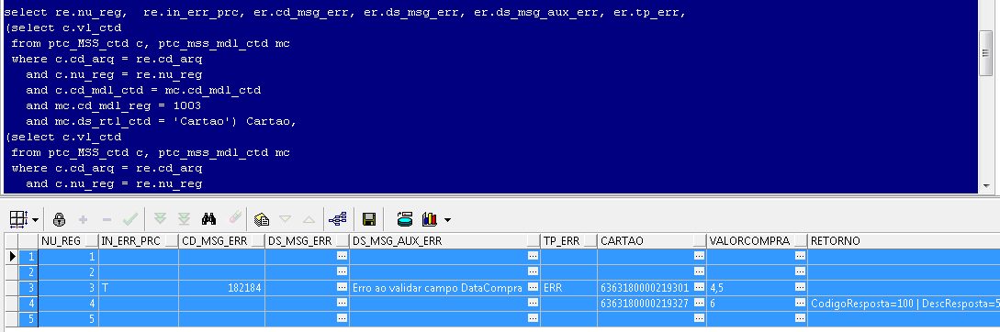 select re.nu_reg,  re.in_err_prc, er.cd_msg_err, er.ds_msg_err, er.ds_msg_aux_err, er.tp_err,
(select c.vl_ctd
from ptc_MSS_ctd c, ptc_mss_mdl_ctd mc
where c.cd_arq = re.cd_arq
and c.nu_reg = re.nu_reg
and c.cd_mdl_ctd = mc.cd_mdl_ctd
and mc.cd_mdl_reg = 1003
and mc.ds_rtl_ctd = 'Cartao') Cartao,
(select c.vl_ctd
from ptc_MSS_ctd c, ptc_mss_mdl_ctd mc
where c.cd_arq = re.cd_arq
and c.nu_reg = re.nu_reg
NU_REG IN_ERR_PRC CD_MSG_ERR DS_MSG_ERR DS_MSG_AUX_ERR TP_ERR CARTAO VALORCOMPRA RETORNO
1 1
2 2
3 3 T 182184 Erro ao validar campo DataCompra ERR 6363180000219301 4,5
4 4 6363180000219327 6 CodigoResposta=100 | DescResposta=5
5 5